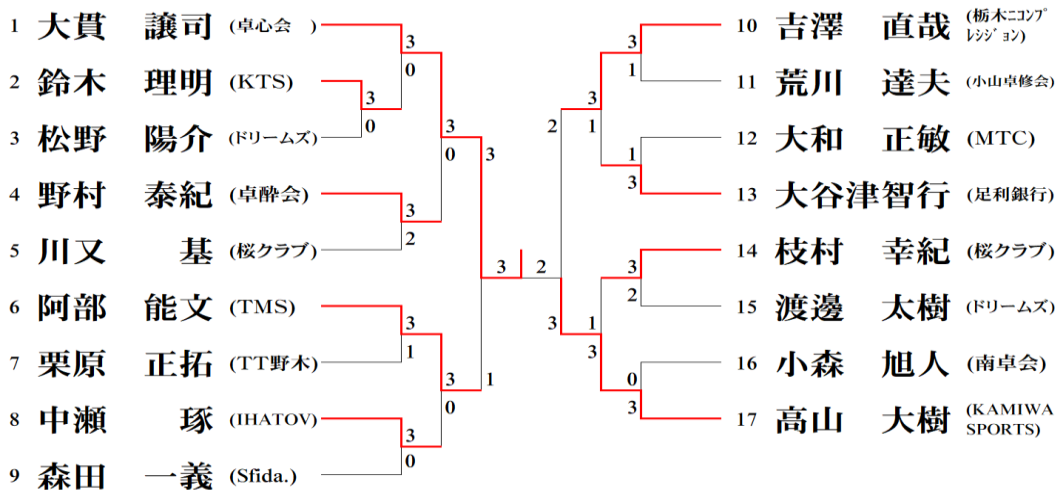 1 大貫 譲司 (卓心会 )
2 鈴木 理明 (KTS)
3 松野 陽介 (ドリームズ)
4 野村 泰紀 (卓酔会)
5 川又 基 (桜クラブ)
6 阿部 能文 (TMS)
7 栗原 正拓 (TT野木)
8 中瀬 琢 (IHATOV)
9 森田 一義 (Sfida.)
3
0
3
0
3
0
3
2
3
3
1
3
0
3
0
1
3
2
10 吉澤 直哉 (栃木ニコンプ
レシジョン)
11 荒川 達夫 (小山卓修会)
12 大和 正敏 (MTC)
13 大谷津智行 (足利銀行)
14 枝村 幸紀 (桜クラブ)
15 渡邊 太樹 (ドリームズ)
16 小森 旭人 (南卓会)
17 高山 大樹 (KAMIWA
SPORTS)
3
1
3
1
2
1
3
3
2
3
1
3
0
3